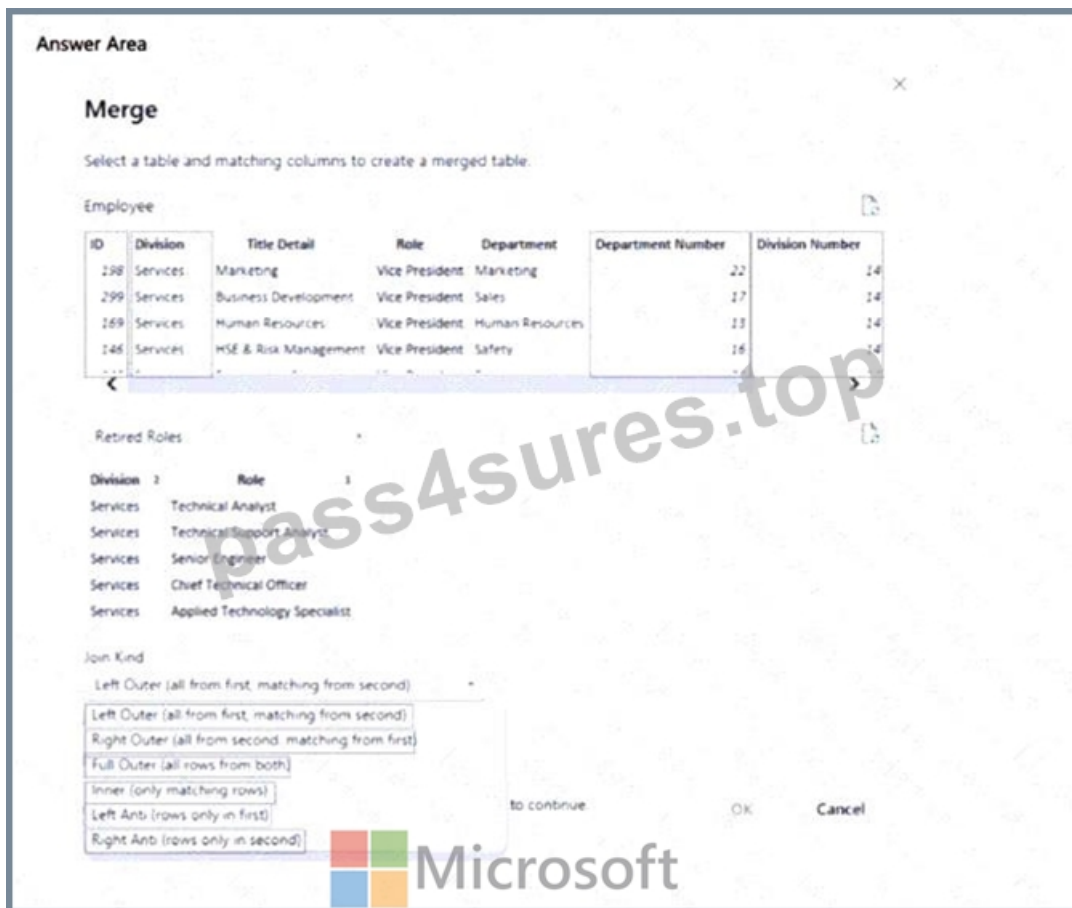 Answer Area
Merge
Select a table and matching columns to create a merged table.
Employee
ID Division Title Detail Role Department Department Number Division Number
198 Services Marketing Vice President Marketing 22 14
299 Services Business Development Vice President Sales 17 14
169 Services Human Resources Vice President Human Resources 13 14
146 Services HSE & Risk Management Vice President Safety 16 14
Retired Roles
Division 2 Role 1
Services Technical Analyst
Services Technical Support Analyst
Services Senior Engineer
Services Chief Technical Officer
Services Applied Technology Specialist
pass4sures.top
Join Kind
Left Outer (all from first, matching from second)
Left Outer (all from first, matching from second)
Right Outer (all from second, matching from first)
Full Outer (all rows from both)
Inner (only matching rows)
Left Anti (rows only in first)
Right Anti (rows only in second)
to continue.
OK Cancel
Microsoft